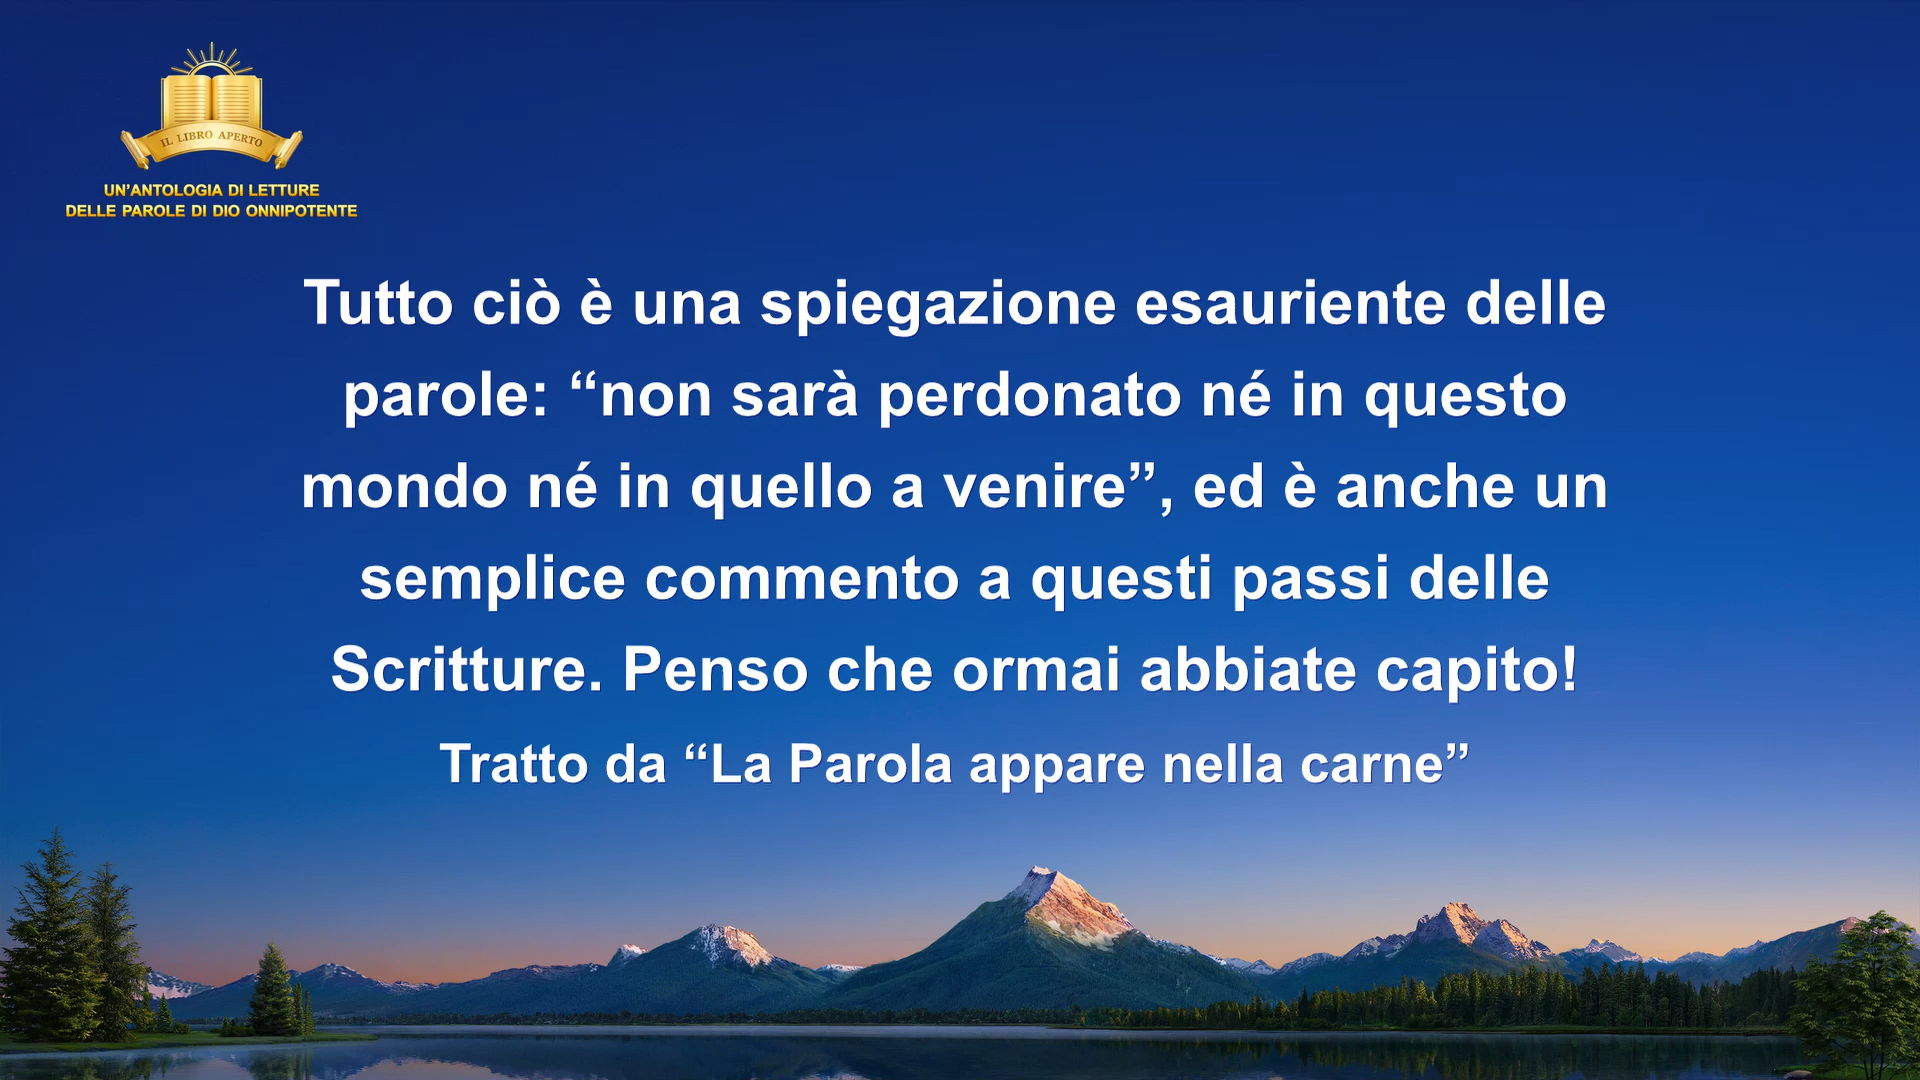 IL LIBRO APERTO
UN’ANTOLOGIA DI LETTURE
DELLE PAROLE DI DIO ONNIPOTENTE
Tutto ciò è una spiegazione esauriente delle
parole: “non sarà perdonato né in questo
mondo né in quello a venire”, ed è anche un
semplice commento a questi passi delle
Scritture. Penso che ormai abbiate capito!
Tratto da “La Parola appare nella carne”